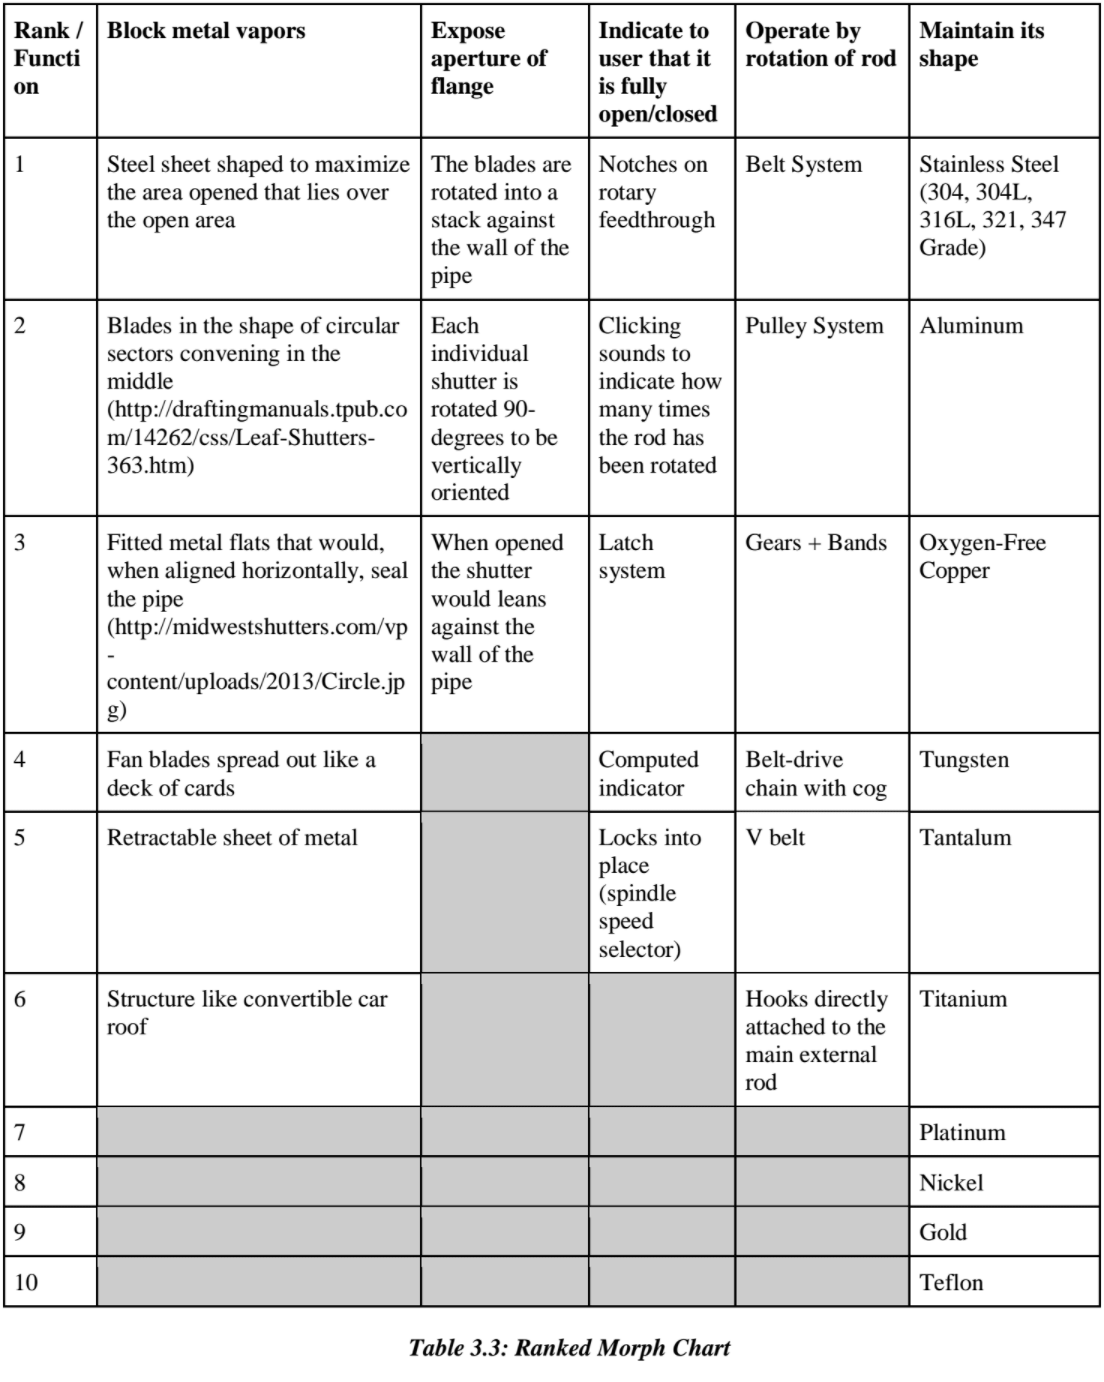 Rank / Functi on
Block metal vapors
Expose aperture of flange
Indicate to user that it is fully open/closed
Operate by rotation of rod
Maintain its shape
1
Steel sheet shaped to maximize
the area opened that lies over
the open area
The blades are
rotated into a
stack against
the wall of the
pipe
Notches on
rotary
feedthrough
Belt System
Stainless Steel
(304, 304L,
316L, 321, 347
Grade)
2
Blades in the shape of circular
sectors convening in the
middle
(http://draftingmanuals.tpub.co
m/14262/css/Leaf-Shutters-
363.htm)
Each
individual
shutter is
rotated 90-
degrees to be
vertically
oriented
Clicking
sounds to
indicate how
many times
the rod has
been rotated
Pulley System
Aluminum
3
Fitted metal flats that would,
when aligned horizontally, seal
the pipe
(http://midwestshutters.com/vp
-
content/uploads/2013/Circle.jp
g)
When opened
the shutter
would leans
against the
wall of the
pipe
Latch
system
Gears + Bands
Oxygen-Free
Copper
4
Fan blades spread out like a
deck of cards
Computed
indicator
Belt-drive
chain with cog
Tungsten
5
Retractable sheet of metal
Locks into
place
(spindle
speed
selector)
V belt
Tantalum
6
Structure like convertible car
roof
Hooks directly
attached to the
main external
rod
Titanium
7
Platinum
8
Nickel
9
Gold
10
Teflon
Table 3.3: Ranked Morph Chart